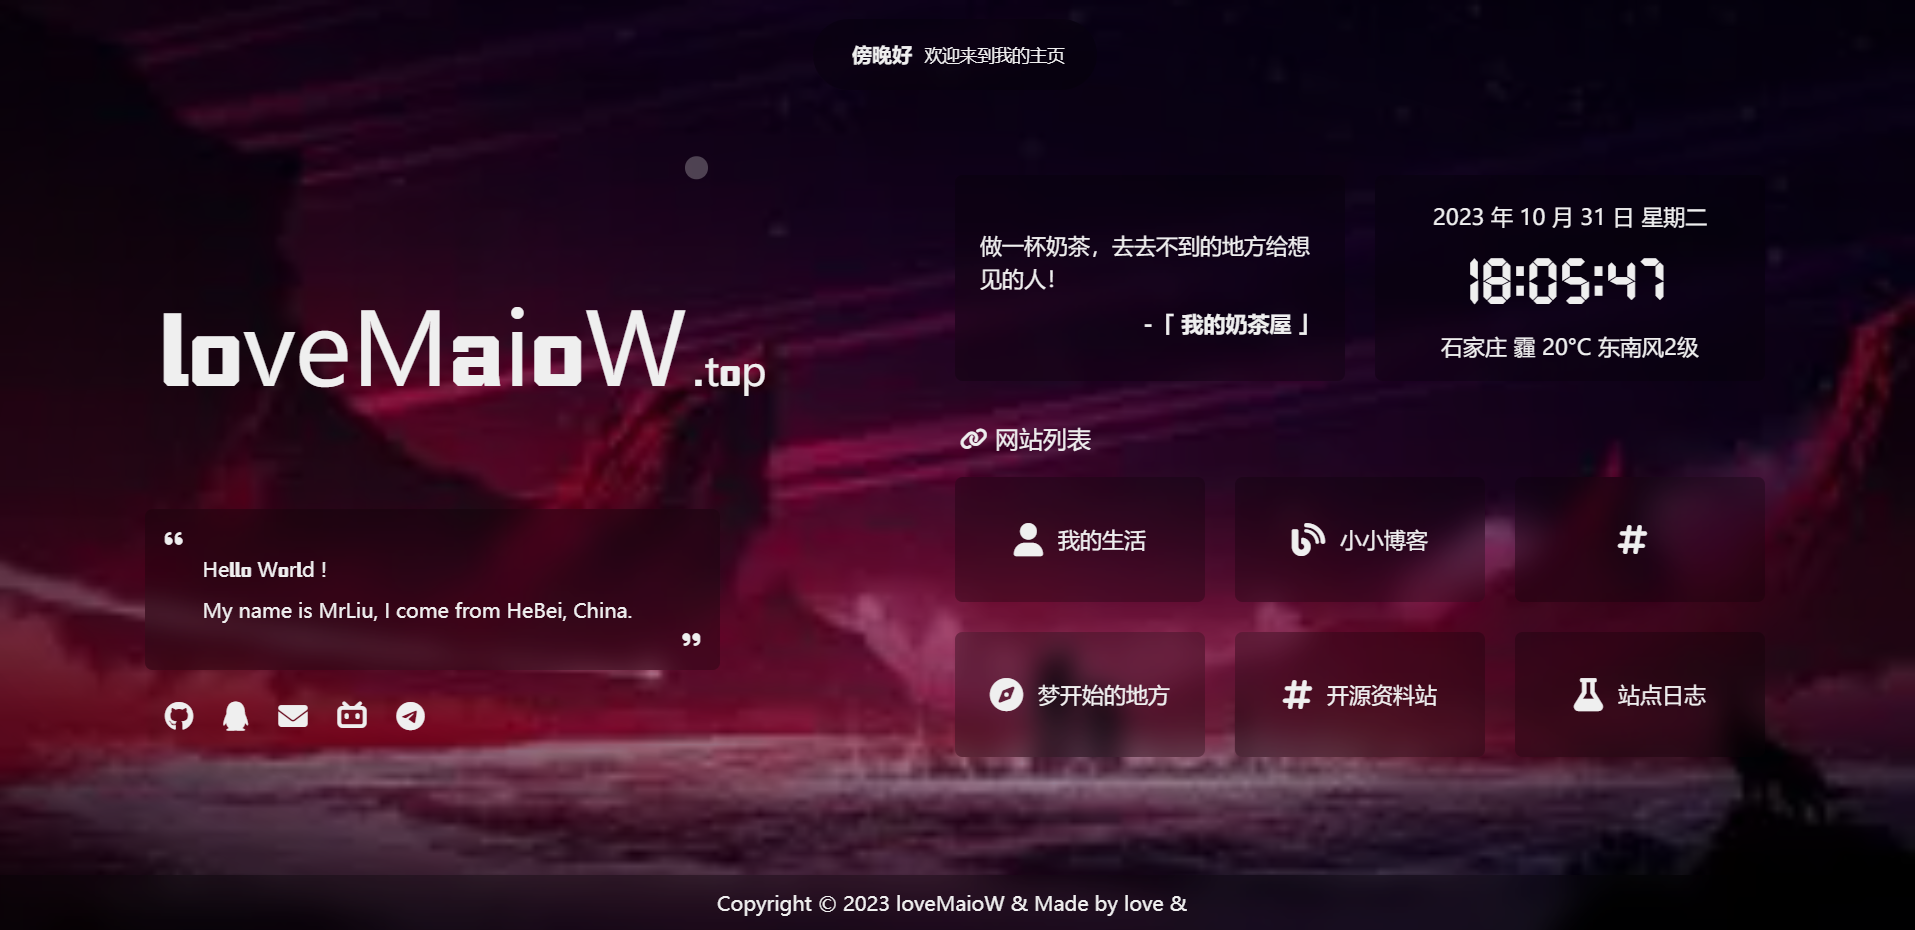 傍晚好 欢迎来到我的主页
loveMaioW.top
“
Hello World !
My name is MrLiu, I come from HeBei, China.
”
做一杯奶茶，去去不到的地方给想
见的人！
-「 我的奶茶屋 」
2023 年 10 月 31 日 星期二
18:05:47
石家庄 霾 20°C 东南风2级
网站列表
我的生活
小小博客
#
梦开始的地方
# 开源资料站
站点日志
Copyright © 2023 loveMaioW & Made by love &